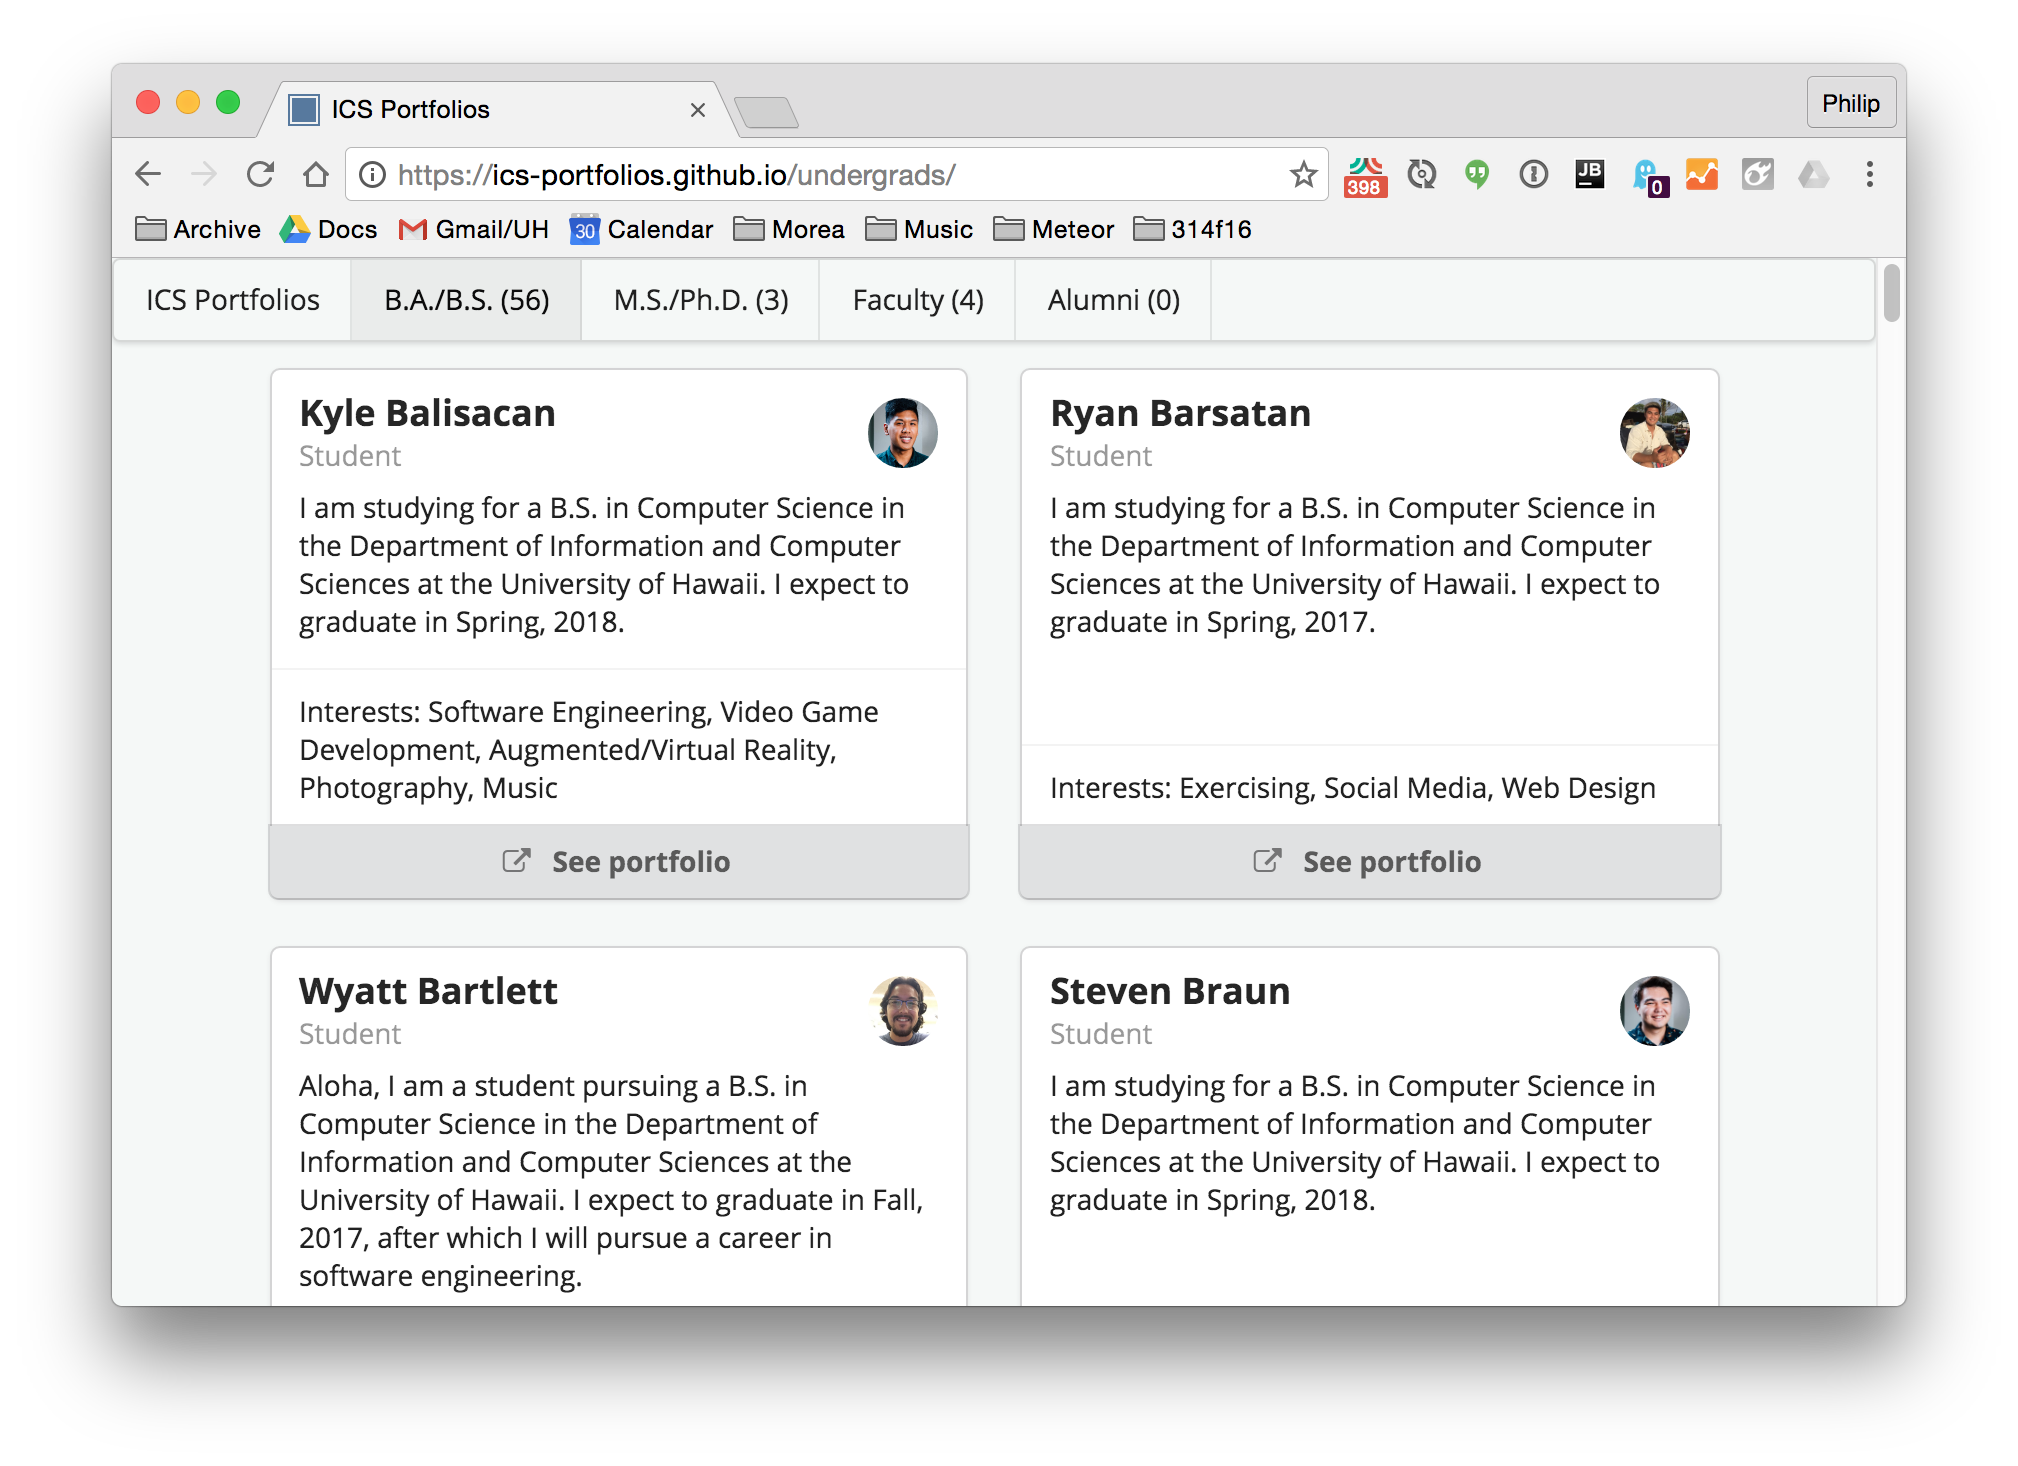 ICS Portfolios
Philip
https://ics-portfolios.github.io/undergrads/
398
JB
0
Archive Docs Gmail/UH 30 Calendar Morea Music Meteor 314f16
ICS Portfolios B.A./B.S. (56) M.S./Ph.D. (3) Faculty (4) Alumni (0)
Kyle Balisacan
Student
I am studying for a B.S. in Computer Science in
the Department of Information and Computer
Sciences at the University of Hawaii. I expect to
graduate in Spring, 2018.
Interests: Software Engineering, Video Game
Development, Augmented/Virtual Reality,
Photography, Music
See portfolio
Ryan Barsatan
Student
I am studying for a B.S. in Computer Science in
the Department of Information and Computer
Sciences at the University of Hawaii. I expect to
graduate in Spring, 2017.
Interests: Exercising, Social Media, Web Design
See portfolio
Wyatt Bartlett
Student
Aloha, I am a student pursuing a B.S. in
Computer Science in the Department of
Information and Computer Sciences at the
University of Hawaii. I expect to graduate in Fall,
2017, after which I will pursue a career in
software engineering.
Steven Braun
Student
I am studying for a B.S. in Computer Science in
the Department of Information and Computer
Sciences at the University of Hawaii. I expect to
graduate in Spring, 2018.